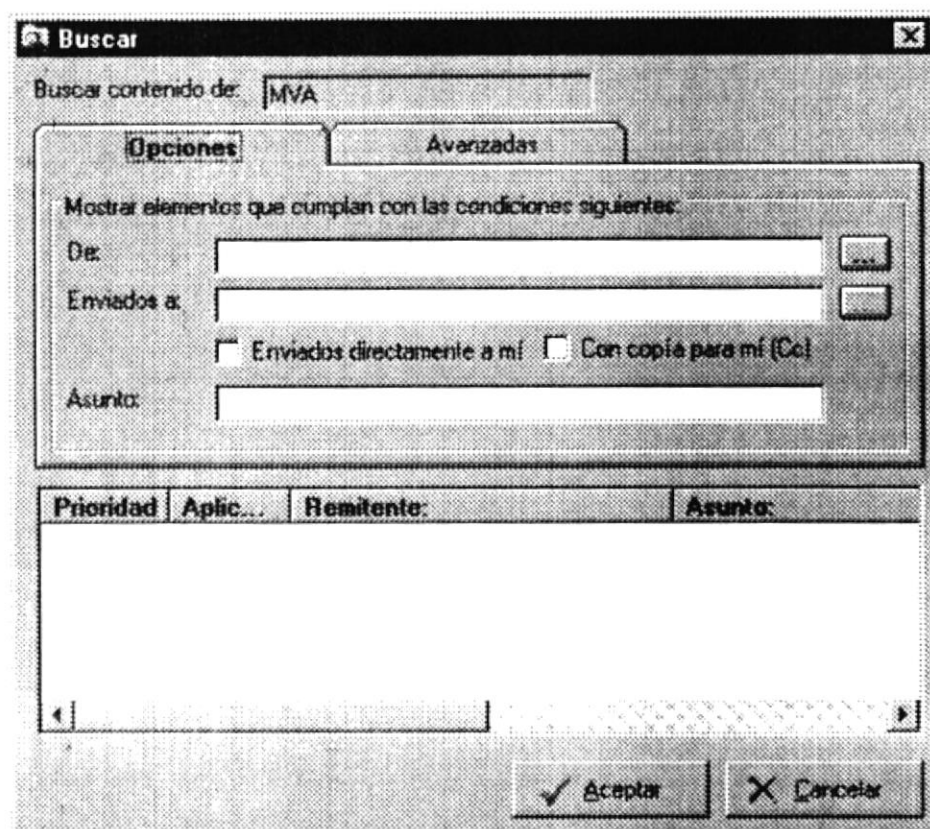 Buscar
Buscar contenido de: MVA
Opciones Avanzadas
Mostrar elementos que cumplan con las condiciones siguientes:
De: ...
Enviados a:
Enviados directamente a mí Con copía para mí (Cc)
Asunto:
Prioridad Aplic... Remitente: Asunto:
Aceptar Cancelar